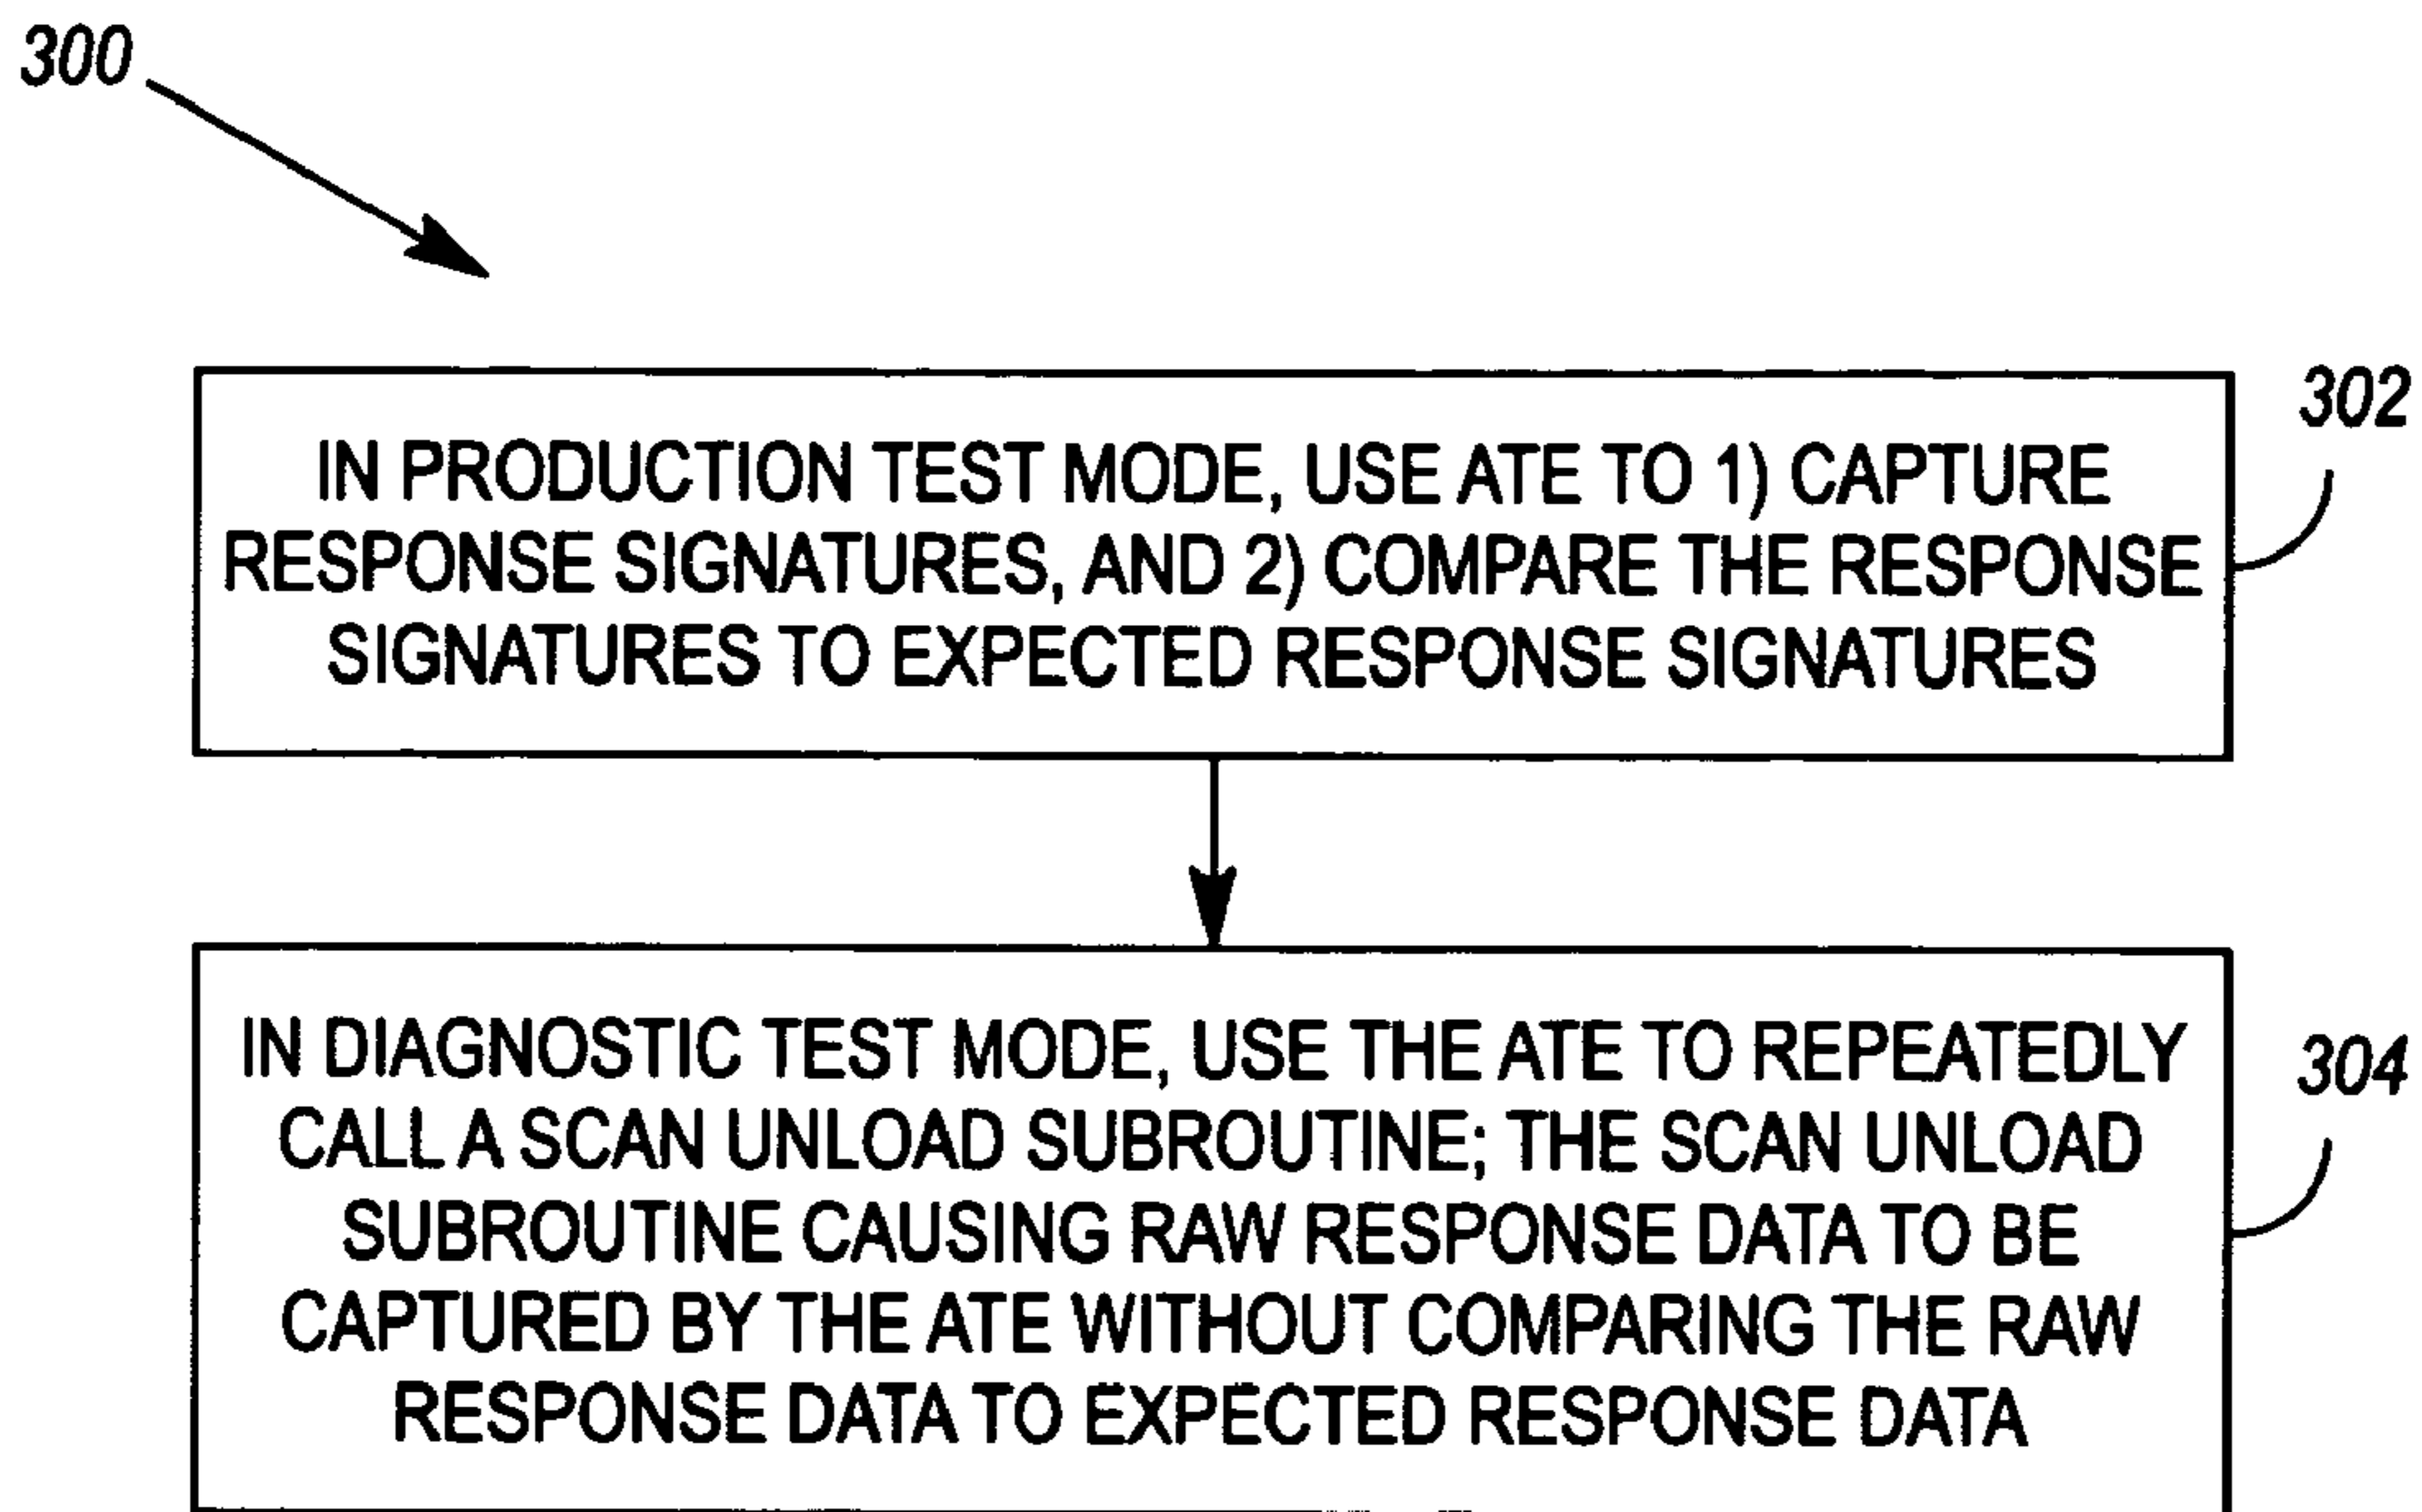 300
302
IN PRODUCTION TEST MODE, USE ATE TO 1) CAPTURE
RESPONSE SIGNATURES, AND 2) COMPARE THE RESPONSE
SIGNATURES TO EXPECTED RESPONSE SIGNATURES
304
IN DIAGNOSTIC TEST MODE, USE THE ATE TO REPEATEDLY
CALL A SCAN UNLOAD SUBROUTINE; THE SCAN UNLOAD
SUBROUTINE CAUSING RAW RESPONSE DATA TO BE
CAPTURED BY THE ATE WITHOUT COMPARING THE RAW
RESPONSE DATA TO EXPECTED RESPONSE DATA